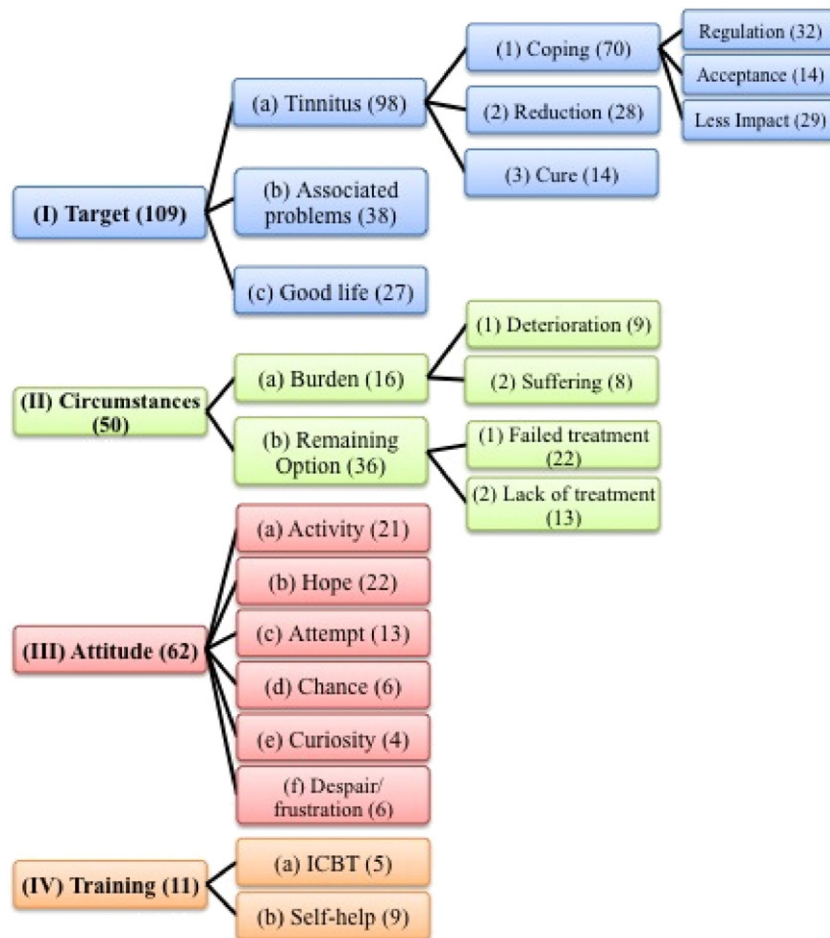 (I) Target (109)
(a) Tinnitus (98)
(1) Coping (70)
Regulation (32)
Acceptance (14)
Less Impact (29)
(2) Reduction (28)
(3) Cure (14)
(b) Associated
problems (38)
(c) Good life (27)
(II) Circumstances
(50)
(a) Burden (16)
(1) Deterioration (9)
(2) Suffering (8)
(b) Remaining
Option (36)
(1) Failed treatment
(22)
(2) Lack of treatment
(13)
(III) Attitude (62)
(a) Activity (21)
(b) Hope (22)
(c) Attempt (13)
(d) Chance (6)
(e) Curiosity (4)
(f) Despair/
frustration (6)
(IV) Training (11)
(a) ICBT (5)
(b) Self-help (9)